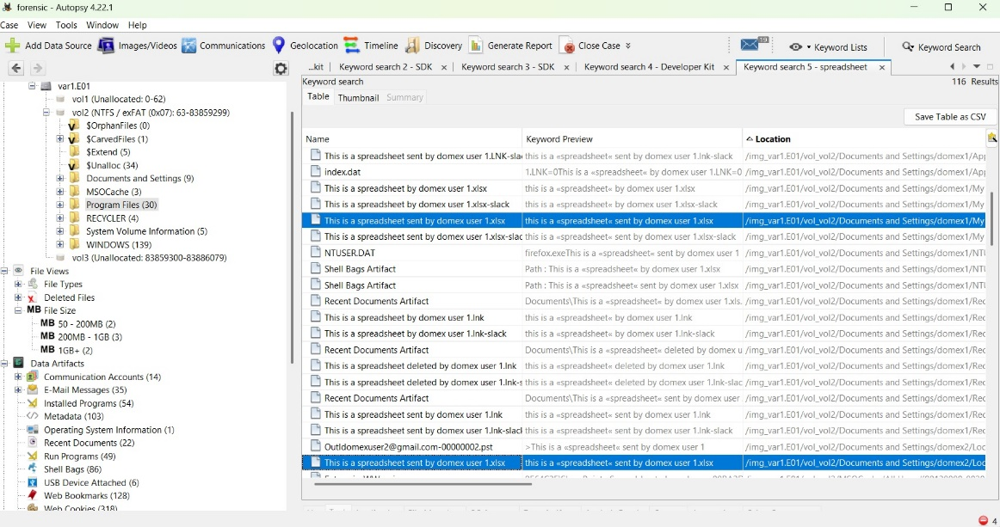 forensic - Autopsy 4.22.1
Case View Tools Window Help
Add Data Source Images/Videos Communications Geolocation Timeline Discovery Generate Report Close Case 19 Keyword Lists Keyword Search
...kit Keyword search 2 - SDK Keyword search 3 - SDK Keyword search 4 - Developer Kit Keyword search 5 - spreadsheet
Keyword search 116 Results
Table Thumbnail Summary
Save Table as CSV
Name Keyword Preview Location
This is a spreadsheet sent by domex user 1.LNK-slac this is a «spreadsheet« sent by domex user 1.lnk-slack /img_var1.E01/vol_vol2/Documents and Settings/domex1/App
index.dat 1.LNK=0This is a «spreadsheet« by domex user 1.LNK=0 /img_var1.E01/vol_vol2/Documents and Settings/domex1/App
This is a spreadsheet by domex user 1.xlsx this is a «spreadsheet« by domex user 1.xlsx /img_var1.E01/vol_vol2/Documents and Settings/domex1/My
This is a spreadsheet by domex user 1.xlsx-slack this is a «spreadsheet« by domex user 1.xlsx-slack /img_var1.E01/vol_vol2/Documents and Settings/domex1/My
This is a spreadsheet sent by domex user 1.xlsx this is a «spreadsheet« sent by domex user 1.xlsx /img_var1.E01/vol_vol2/Documents and Settings/domex1/My
This is a spreadsheet sent by domex user 1.xlsx-slac this is a «spreadsheet« sent by domex user 1.xlsx-slack /img_var1.E01/vol_vol2/Documents and Settings/domex1/My
NTUSER.DAT firefox.exeThis is a «spreadsheet« sent by domex user 1 /img_var1.E01/vol_vol2/Documents and Settings/domex1/NTU
Shell Bags Artifact Path : This is a «spreadsheet« by domex user 1.xlsx /img_var1.E01/vol_vol2/Documents and Settings/domex1/NTU
Shell Bags Artifact Path : This is a «spreadsheet« sent by domex user 1.xlsx /img_var1.E01/vol_vol2/Documents and Settings/domex1/NTU
Recent Documents Artifact Documents\This is a «spreadsheet« by domex user 1.xls. /img_var1.E01/vol_vol2/Documents and Settings/domex1/Rec
This is a spreadsheet by domex user 1.lnk this is a «spreadsheet« by domex user 1.lnk /img_var1.E01/vol_vol2/Documents and Settings/domex1/Rec
This is a spreadsheet by domex user 1.lnk-slack this is a «spreadsheet« by domex user 1.lnk-slack /img_var1.E01/vol_vol2/Documents and Settings/domex1/Rec
Recent Documents Artifact Documents\This is a «spreadsheet« deleted by domex u /img_var1.E01/vol_vol2/Documents and Settings/domex1/Rec
This is a spreadsheet deleted by domex user 1.lnk this is a «spreadsheet« deleted by domex user 1.lnk /img_var1.E01/vol_vol2/Documents and Settings/domex1/Rec
This is a spreadsheet deleted by domex user 1.lnk-s this is a «spreadsheet« deleted by domex user 1.lnk-slac /img_var1.E01/vol_vol2/Documents and Settings/domex1/Rec
Recent Documents Artifact Documents\This is a «spreadsheet« sent by domex user /img_var1.E01/vol_vol2/Documents and Settings/domex1/Rec
This is a spreadsheet sent by domex user 1.lnk this is a «spreadsheet« sent by domex user 1.lnk /img_var1.E01/vol_vol2/Documents and Settings/domex1/Rec
This is a spreadsheet sent by domex user 1.lnk-slack this is a «spreadsheet« sent by domex user 1.lnk-slack /img_var1.E01/vol_vol2/Documents and Settings/domex1/Rec
Outldomexuser2@gmail.com-00000002.pst >This is a «spreadsheet« sent by domex user 1 /img_var1.E01/vol_vol2/Documents and Settings/domex2/Loc
This is a spreadsheet sent by domex user 1.xlsx this is a «spreadsheet« sent by domex user 1.xlsx /img_var1.E01/vol_vol2/Documents and Settings/domex2/Loc
var1.E01
vol1 (Unallocated: 0-62)
vol2 (NTFS / exFAT (0x07): 63-83859299)
$OrphanFiles (0)
$CarvedFiles (1)
$Extend (5)
$Unalloc (34)
Documents and Settings (9)
MSOCache (3)
Program Files (30)
RECYCLER (4)
System Volume Information (5)
WINDOWS (139)
vol3 (Unallocated: 83859300-83886079)
File Views
File Types
Deleted Files
MB File Size
MB 50 - 200MB (2)
MB 200MB - 1GB (3)
MB 1GB+ (2)
Data Artifacts
Communication Accounts (14)
E-Mail Messages (35)
Installed Programs (54)
Metadata (103)
Operating System Information (1)
Recent Documents (22)
Run Programs (49)
Shell Bags (86)
USB Device Attached (6)
Web Bookmarks (128)
Web Cookies (318)
4